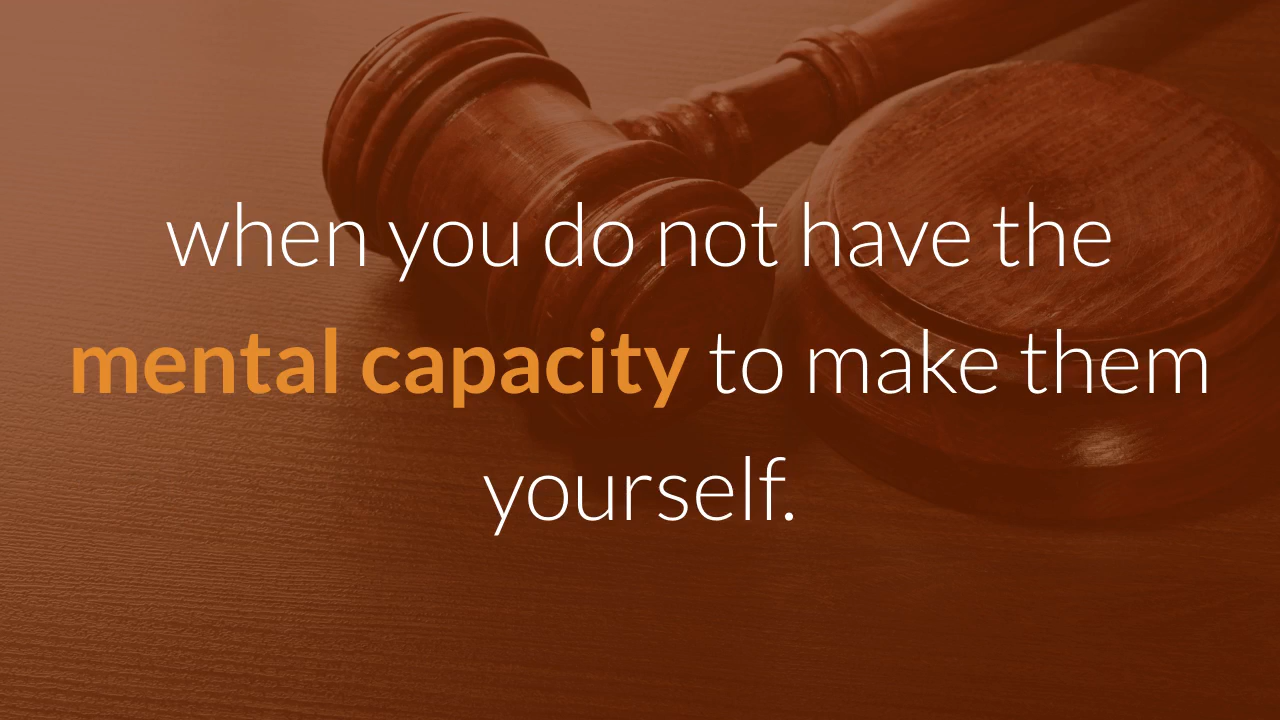 when you do not have the
mental capacity to make them
yourself.